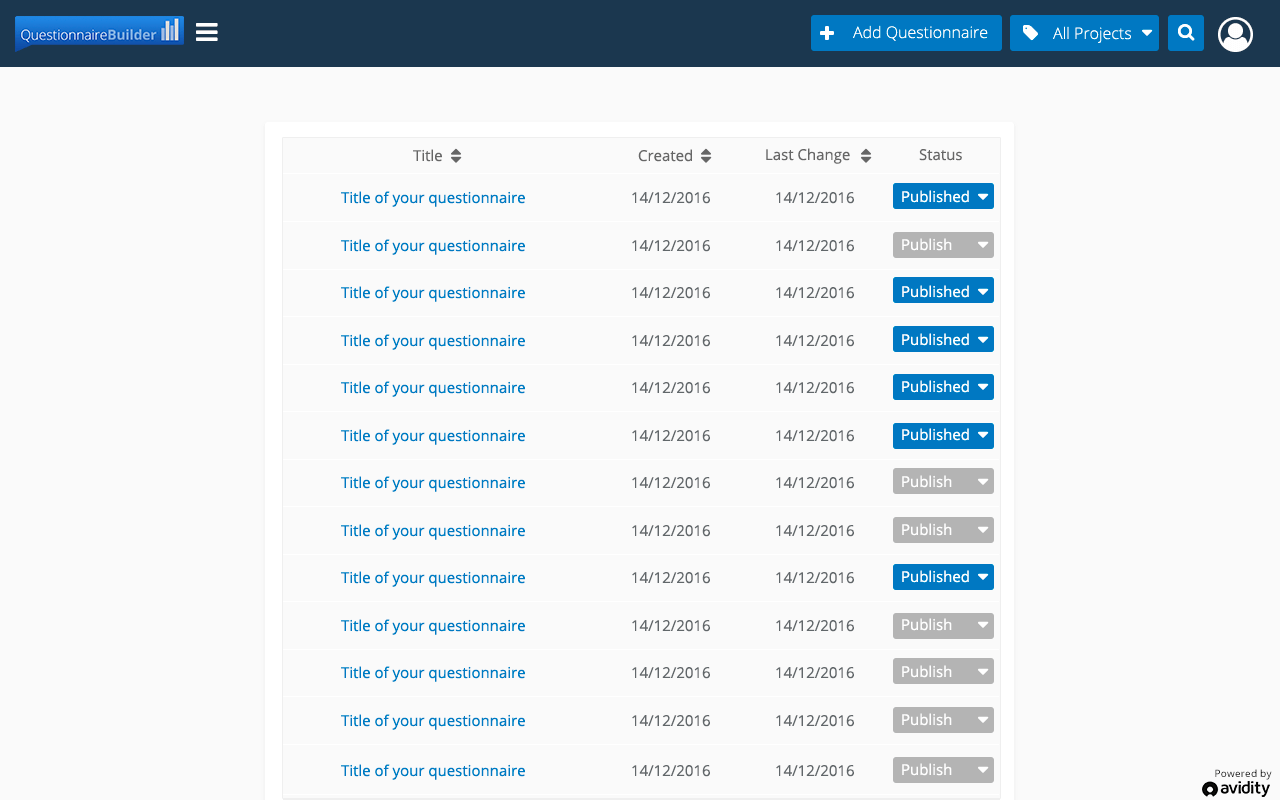 QuestionnaireBuilder
Add Questionnaire
All Projects
Title Created Last Change Status
Title of your questionnaire 14/12/2016 14/12/2016 Published
Title of your questionnaire 14/12/2016 14/12/2016 Publish
Title of your questionnaire 14/12/2016 14/12/2016 Published
Title of your questionnaire 14/12/2016 14/12/2016 Published
Title of your questionnaire 14/12/2016 14/12/2016 Published
Title of your questionnaire 14/12/2016 14/12/2016 Published
Title of your questionnaire 14/12/2016 14/12/2016 Publish
Title of your questionnaire 14/12/2016 14/12/2016 Publish
Title of your questionnaire 14/12/2016 14/12/2016 Published
Title of your questionnaire 14/12/2016 14/12/2016 Publish
Title of your questionnaire 14/12/2016 14/12/2016 Publish
Title of your questionnaire 14/12/2016 14/12/2016 Publish
Title of your questionnaire 14/12/2016 14/12/2016 Publish
Powered by
avidity